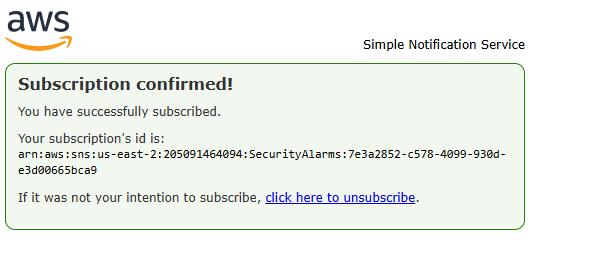 aws
Simple Notification Service
Subscription confirmed!
You have successfully subscribed.
Your subscription's id is:
arn:aws:sns:us-east-2:205091464094:SecurityAlarms:7e3a2852-c578-4099-930d-
e3d00665bca9
If it was not your intention to subscribe, click here to unsubscribe.